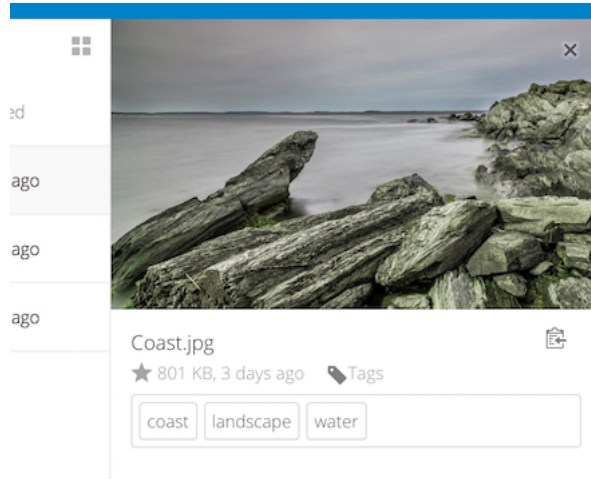 ed
ago
ago
ago
Coast.jpg
801 KB, 3 days ago Tags
coast landscape water